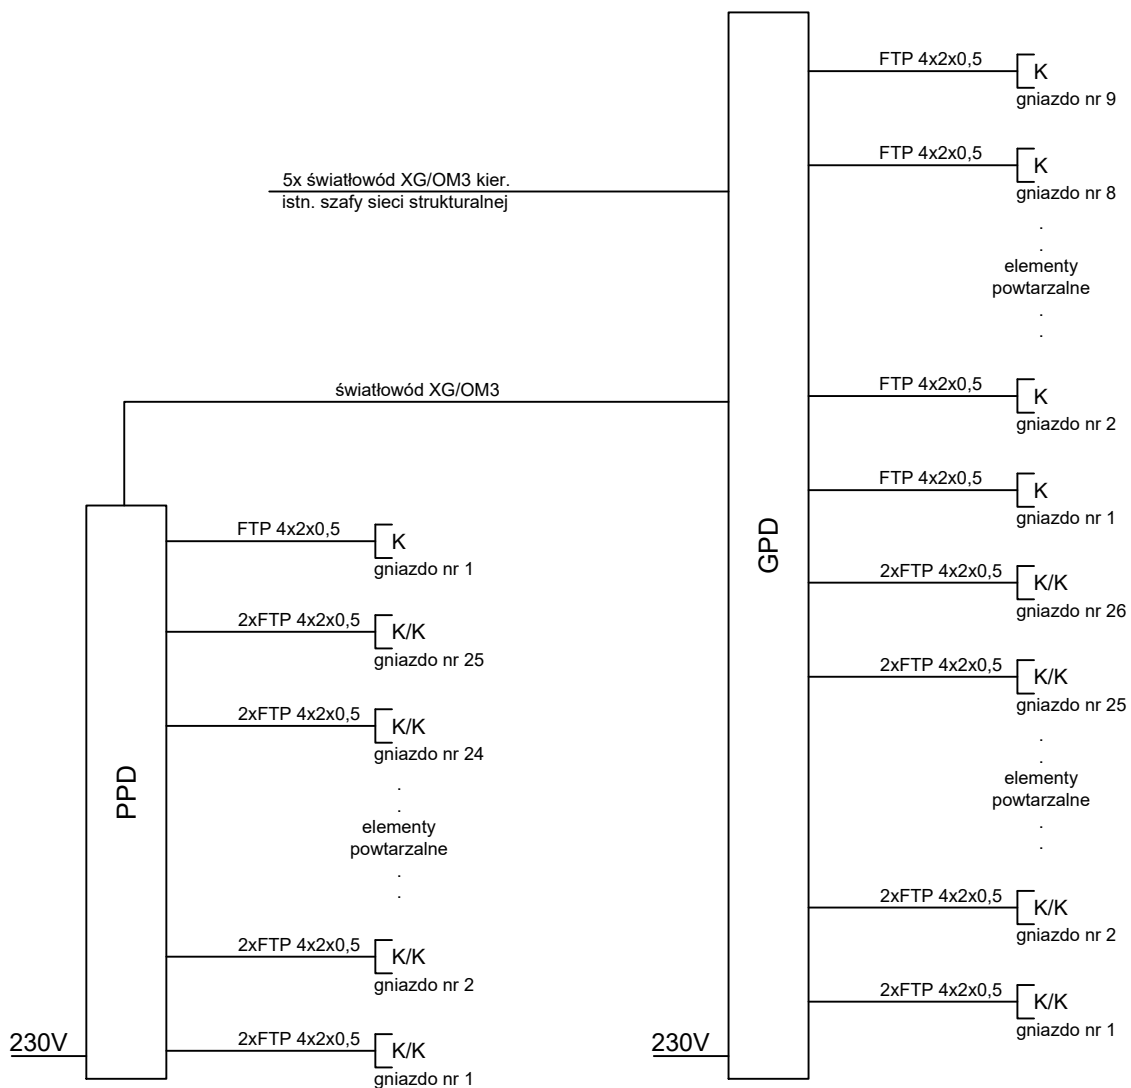 FTP 4x2x0,5
K
gniazdo nr 9
FTP 4x2x0,5
K
gniazdo nr 8
5x światłowód XG/OM3 kier.
istn. szafy sieci strukturalnej
.
.
elementy
powtarzalne
.
.
światłowód XG/OM3
FTP 4x2x0,5
K
gniazdo nr 2
FTP 4x2x0,5
K
gniazdo nr 1
GPD
2xFTP 4x2x0,5
K/K
gniazdo nr 26
2xFTP 4x2x0,5
K/K
gniazdo nr 25
.
.
elementy
powtarzalne
.
.
2xFTP 4x2x0,5
K/K
gniazdo nr 2
2xFTP 4x2x0,5
K/K
gniazdo nr 1
230V
FTP 4x2x0,5
K
gniazdo nr 1
2xFTP 4x2x0,5
K/K
gniazdo nr 25
2xFTP 4x2x0,5
K/K
gniazdo nr 24
PPD
.
.
elementy
powtarzalne
.
.
2xFTP 4x2x0,5
K/K
gniazdo nr 2
230V
2xFTP 4x2x0,5
K/K
gniazdo nr 1